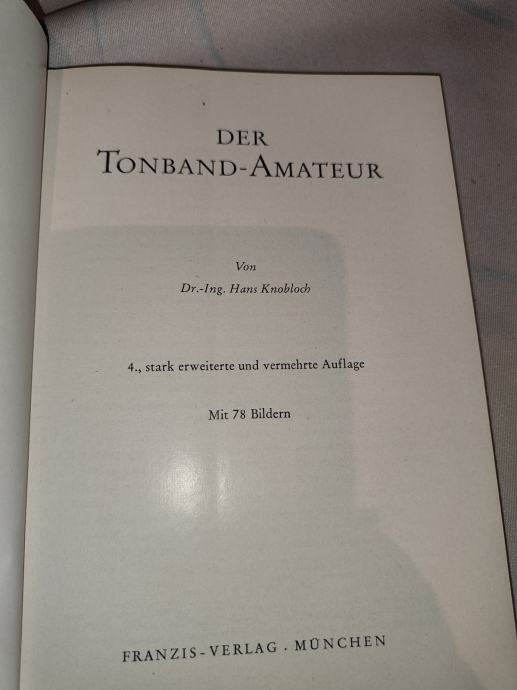 DER
TONBAND-AMATEUR
Von
Dr.-Ing. Hans Knobloch
4., stark erweiterte und vermehrte Auflage
Mit 78 Bildern
FRANZIS-VERLAG . MÜNCHEN